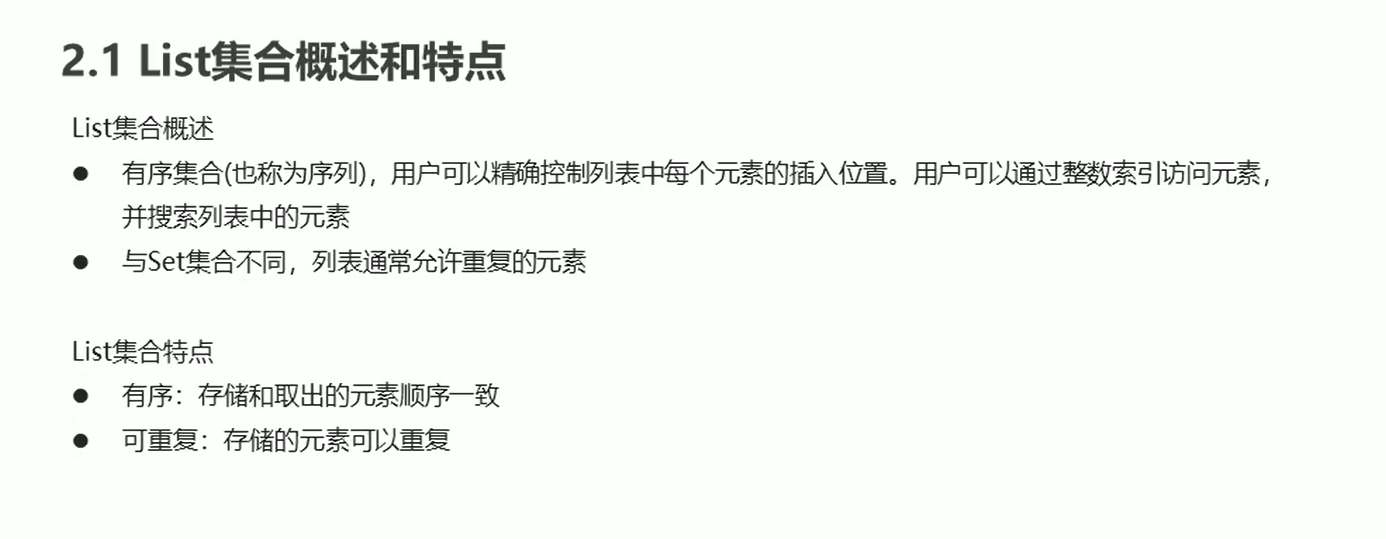 2.1 List集合概述和特点
List集合概述
● 有序集合(也称为序列)，用户可以精确控制列表中每个元素的插入位置。用户可以通过整数索引访问元素，
并搜索列表中的元素
● 与Set集合不同，列表通常允许重复的元素
List集合特点
● 有序：存储和取出的元素顺序一致
● 可重复：存储的元素可以重复